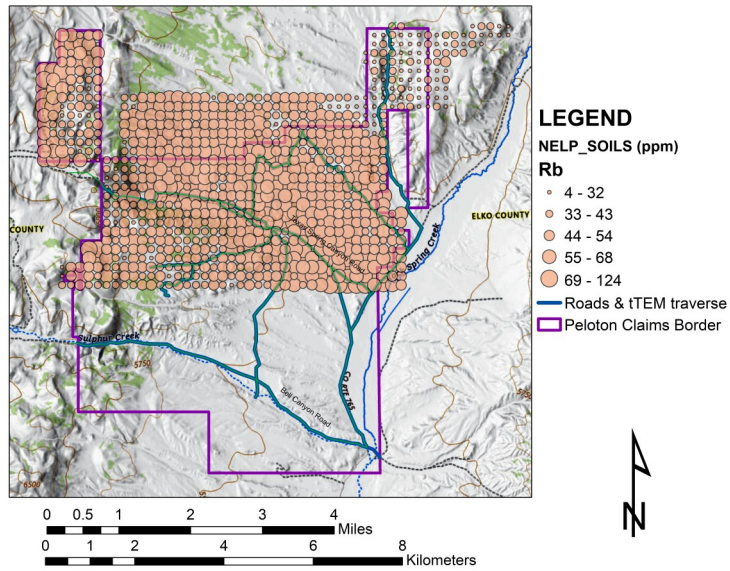 COUNTY
ELKO COUNTY
Spring Creek
Sulphur Creek
5750
Bell Canyon Road
Co Rte 765
6500
LEGEND
NELP_SOILS (ppm)
Rb
4 - 32
33 - 43
44 - 54
55 - 68
69 - 124
Roads & tTEM traverse
Peloton Claims Border
N
0 0.5 1 2 3 4
Miles
0 1 2 4 6 8
Kilometers